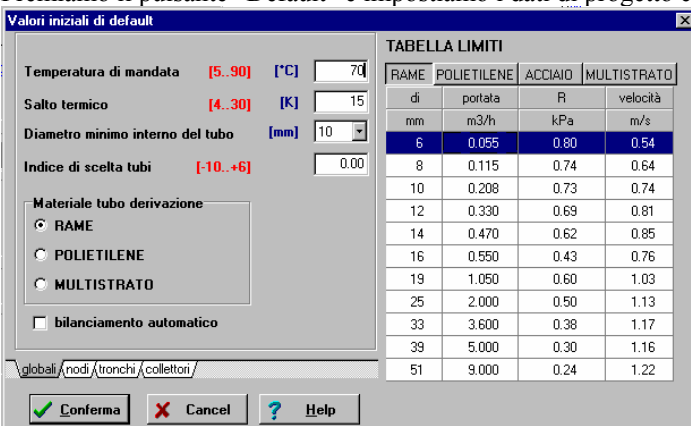 Valori iniziali di default
Temperatura di mandata [5..90] [°C] 70
Salto termico [4..30] [K] 15
Diametro minimo interno del tubo [mm] 10
Indice di scelta tubi [-10..+6] 0.00
Materiale tubo derivazione
RAME
POLIETILENE
MULTISTRATO
bilanciamento automatico
globali nodi tronchi collettori
Conferma Cancel Help
TABELLA LIMITI
RAME POLIETILENE ACCIAIO MULTISTRATO
di portata R velocità
mm m3/h kPa m/s
6 0.055 0.80 0.54
8 0.115 0.74 0.64
10 0.208 0.73 0.74
12 0.330 0.69 0.81
14 0.470 0.62 0.85
16 0.550 0.43 0.76
19 1.050 0.60 1.03
25 2.000 0.50 1.13
33 3.600 0.38 1.17
39 5.000 0.30 1.16
51 9.000 0.24 1.22